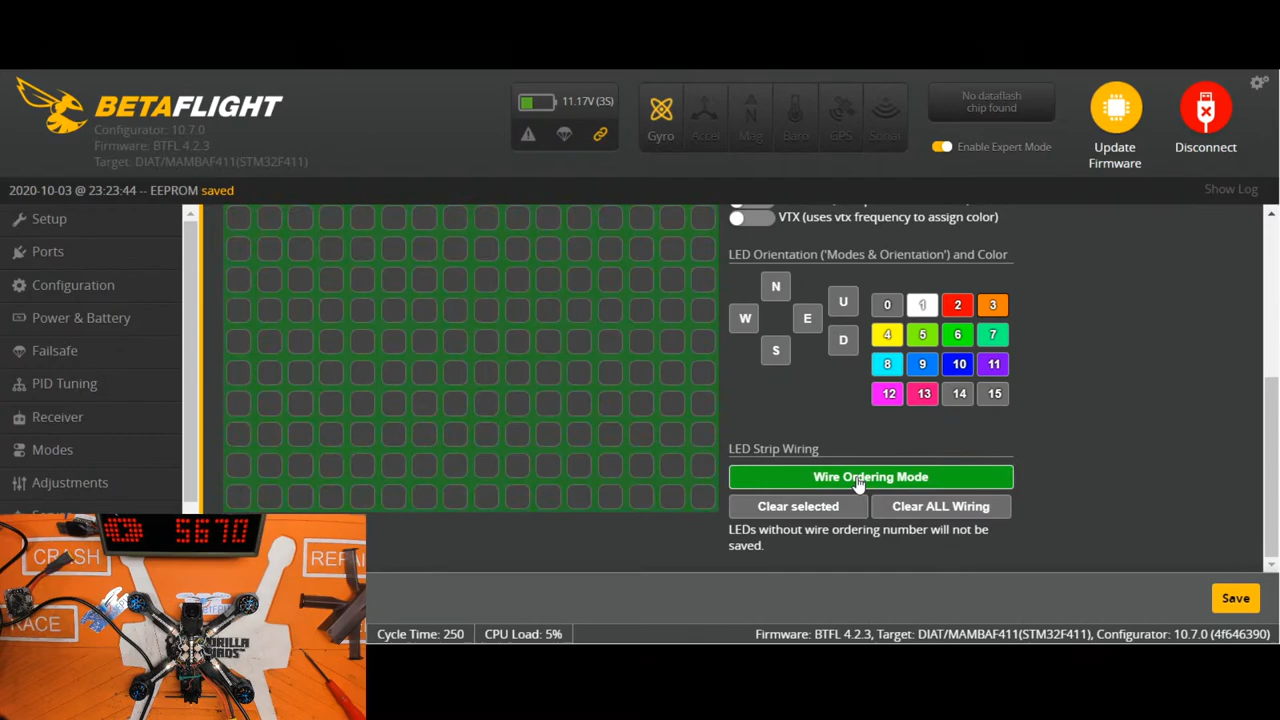 BETAFLIGHT
Configurator: 10.7.0
Firmware: BTFL 4.2.3
Target: DIAT/MAMBAF411(STM32F411)
11.17V (3S)
Gyro
Accel
Mag
Baro
GPS
Sonar
No dataflash
chip found
Enable Expert Mode
Update
Firmware
Disconnect
2020-10-03 @ 23:23:44 -- EEPROM saved
Show Log
Setup
Ports
Configuration
Power & Battery
Failsafe
PID Tuning
Receiver
Modes
Adjustments
VTX (uses vtx frequency to assign color)
LED Orientation ('Modes & Orientation') and Color
N
W
E
S
U
D
0
1
2
3
4
5
6
7
8
9
10
11
12
13
14
15
LED Strip Wiring
Wire Ordering Mode
Clear selected
Clear ALL Wiring
LEDs without wire ordering number will not be
saved.
Save
5670
CRASH
REPAI
RACE
Cycle Time: 250
CPU Load: 5%
Firmware: BTFL 4.2.3, Target: DIAT/MAMBAF411(STM32F411), Configurator: 10.7.0 (4f646390)